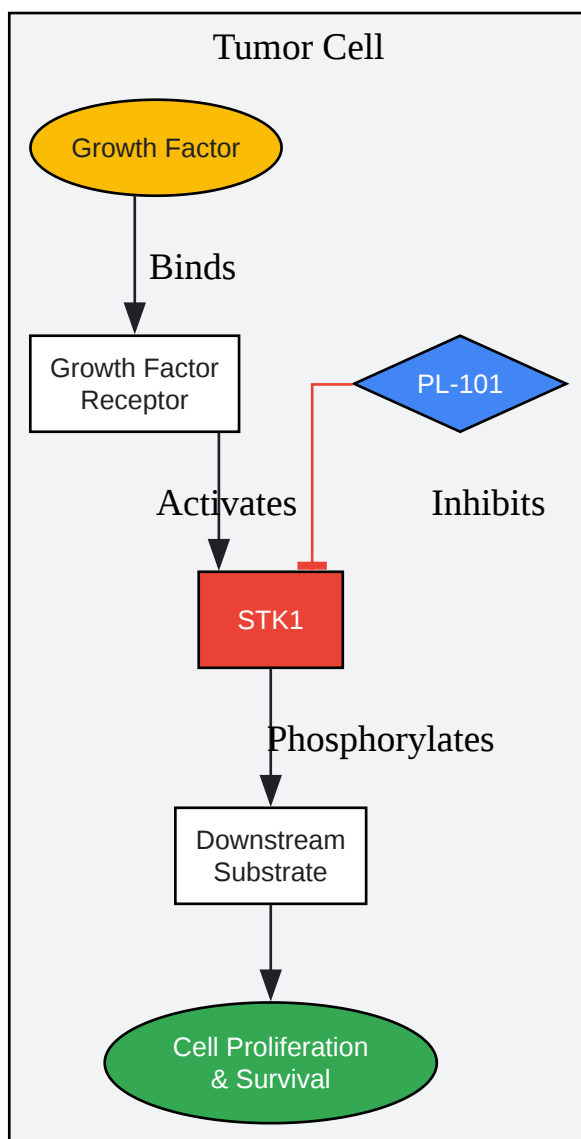 Tumor Cell
Growth Factor
Binds
Growth Factor
Receptor
PL-101
Activates
Inhibits
STK1
Phosphorylates
Downstream
Substrate
Cell Proliferation
& Survival